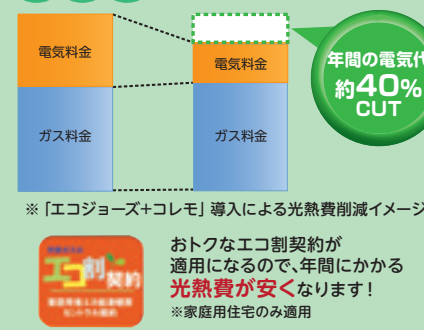 電気料金
電気料金
年間の電気代
約40%
CUT
ガス料金
ガス料金
※「エコジョーズ+コレモ」導入による光熱費削減イメージ
エコ割契約
おトクなエコ割契約が
適用になるので、年間にかかる
光熱費が安くなります!
※家庭用住宅のみ適用